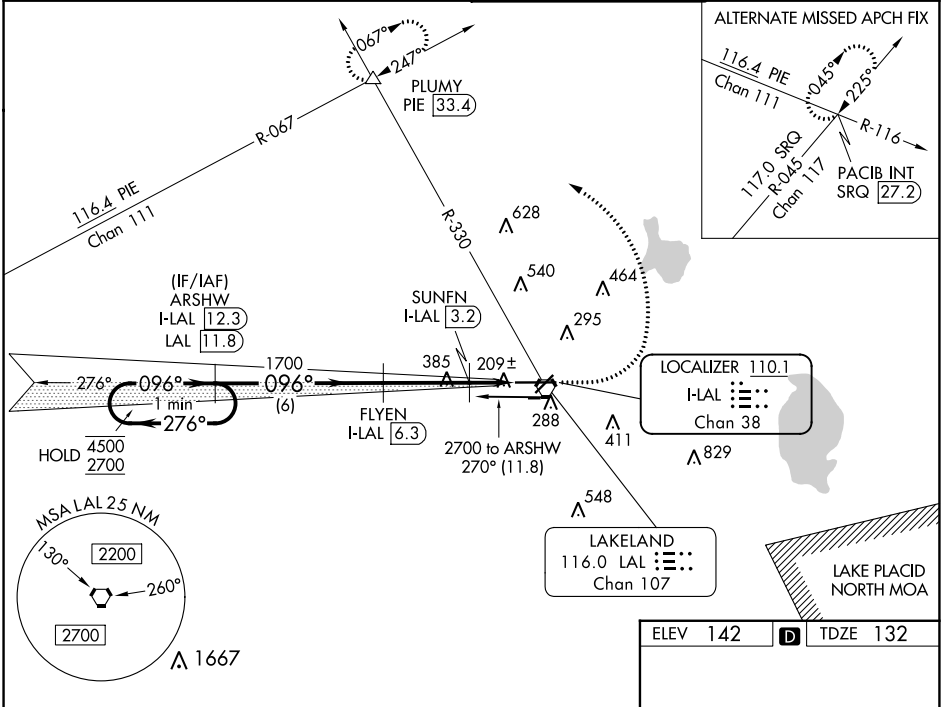 067°
247°
PLUMY
PIE 33.4
R-067
116.4 PIE
Chan 111
R-330
ALTERNATE MISSED APCH FIX
116.4 PIE
Chan 111
045°
225°
R-116
117.0 SRQ
R-045
Chan 117
PACIB INT
SRQ 27.2
628
540
464
295
(IF/IAF)
ARSHW
I-LAL 12.3
LAL 11.8
SUNFN
I-LAL 3.2
1700
385
209±
276°
096°
096°
1 min
(6)
276°
FLYEN
I-LAL 6.3
HOLD
4500
2700
2700 to ARSHW
270° (11.8)
288
411
829
548
LOCALIZER 110.1
I-LAL
Chan 38
LAKELAND
116.0 LAL
Chan 107
MSA LAL 25 NM
130°
2200
260°
2700
1667
LAKE PLACID
NORTH MOA
ELEV 142 D TDZE 132